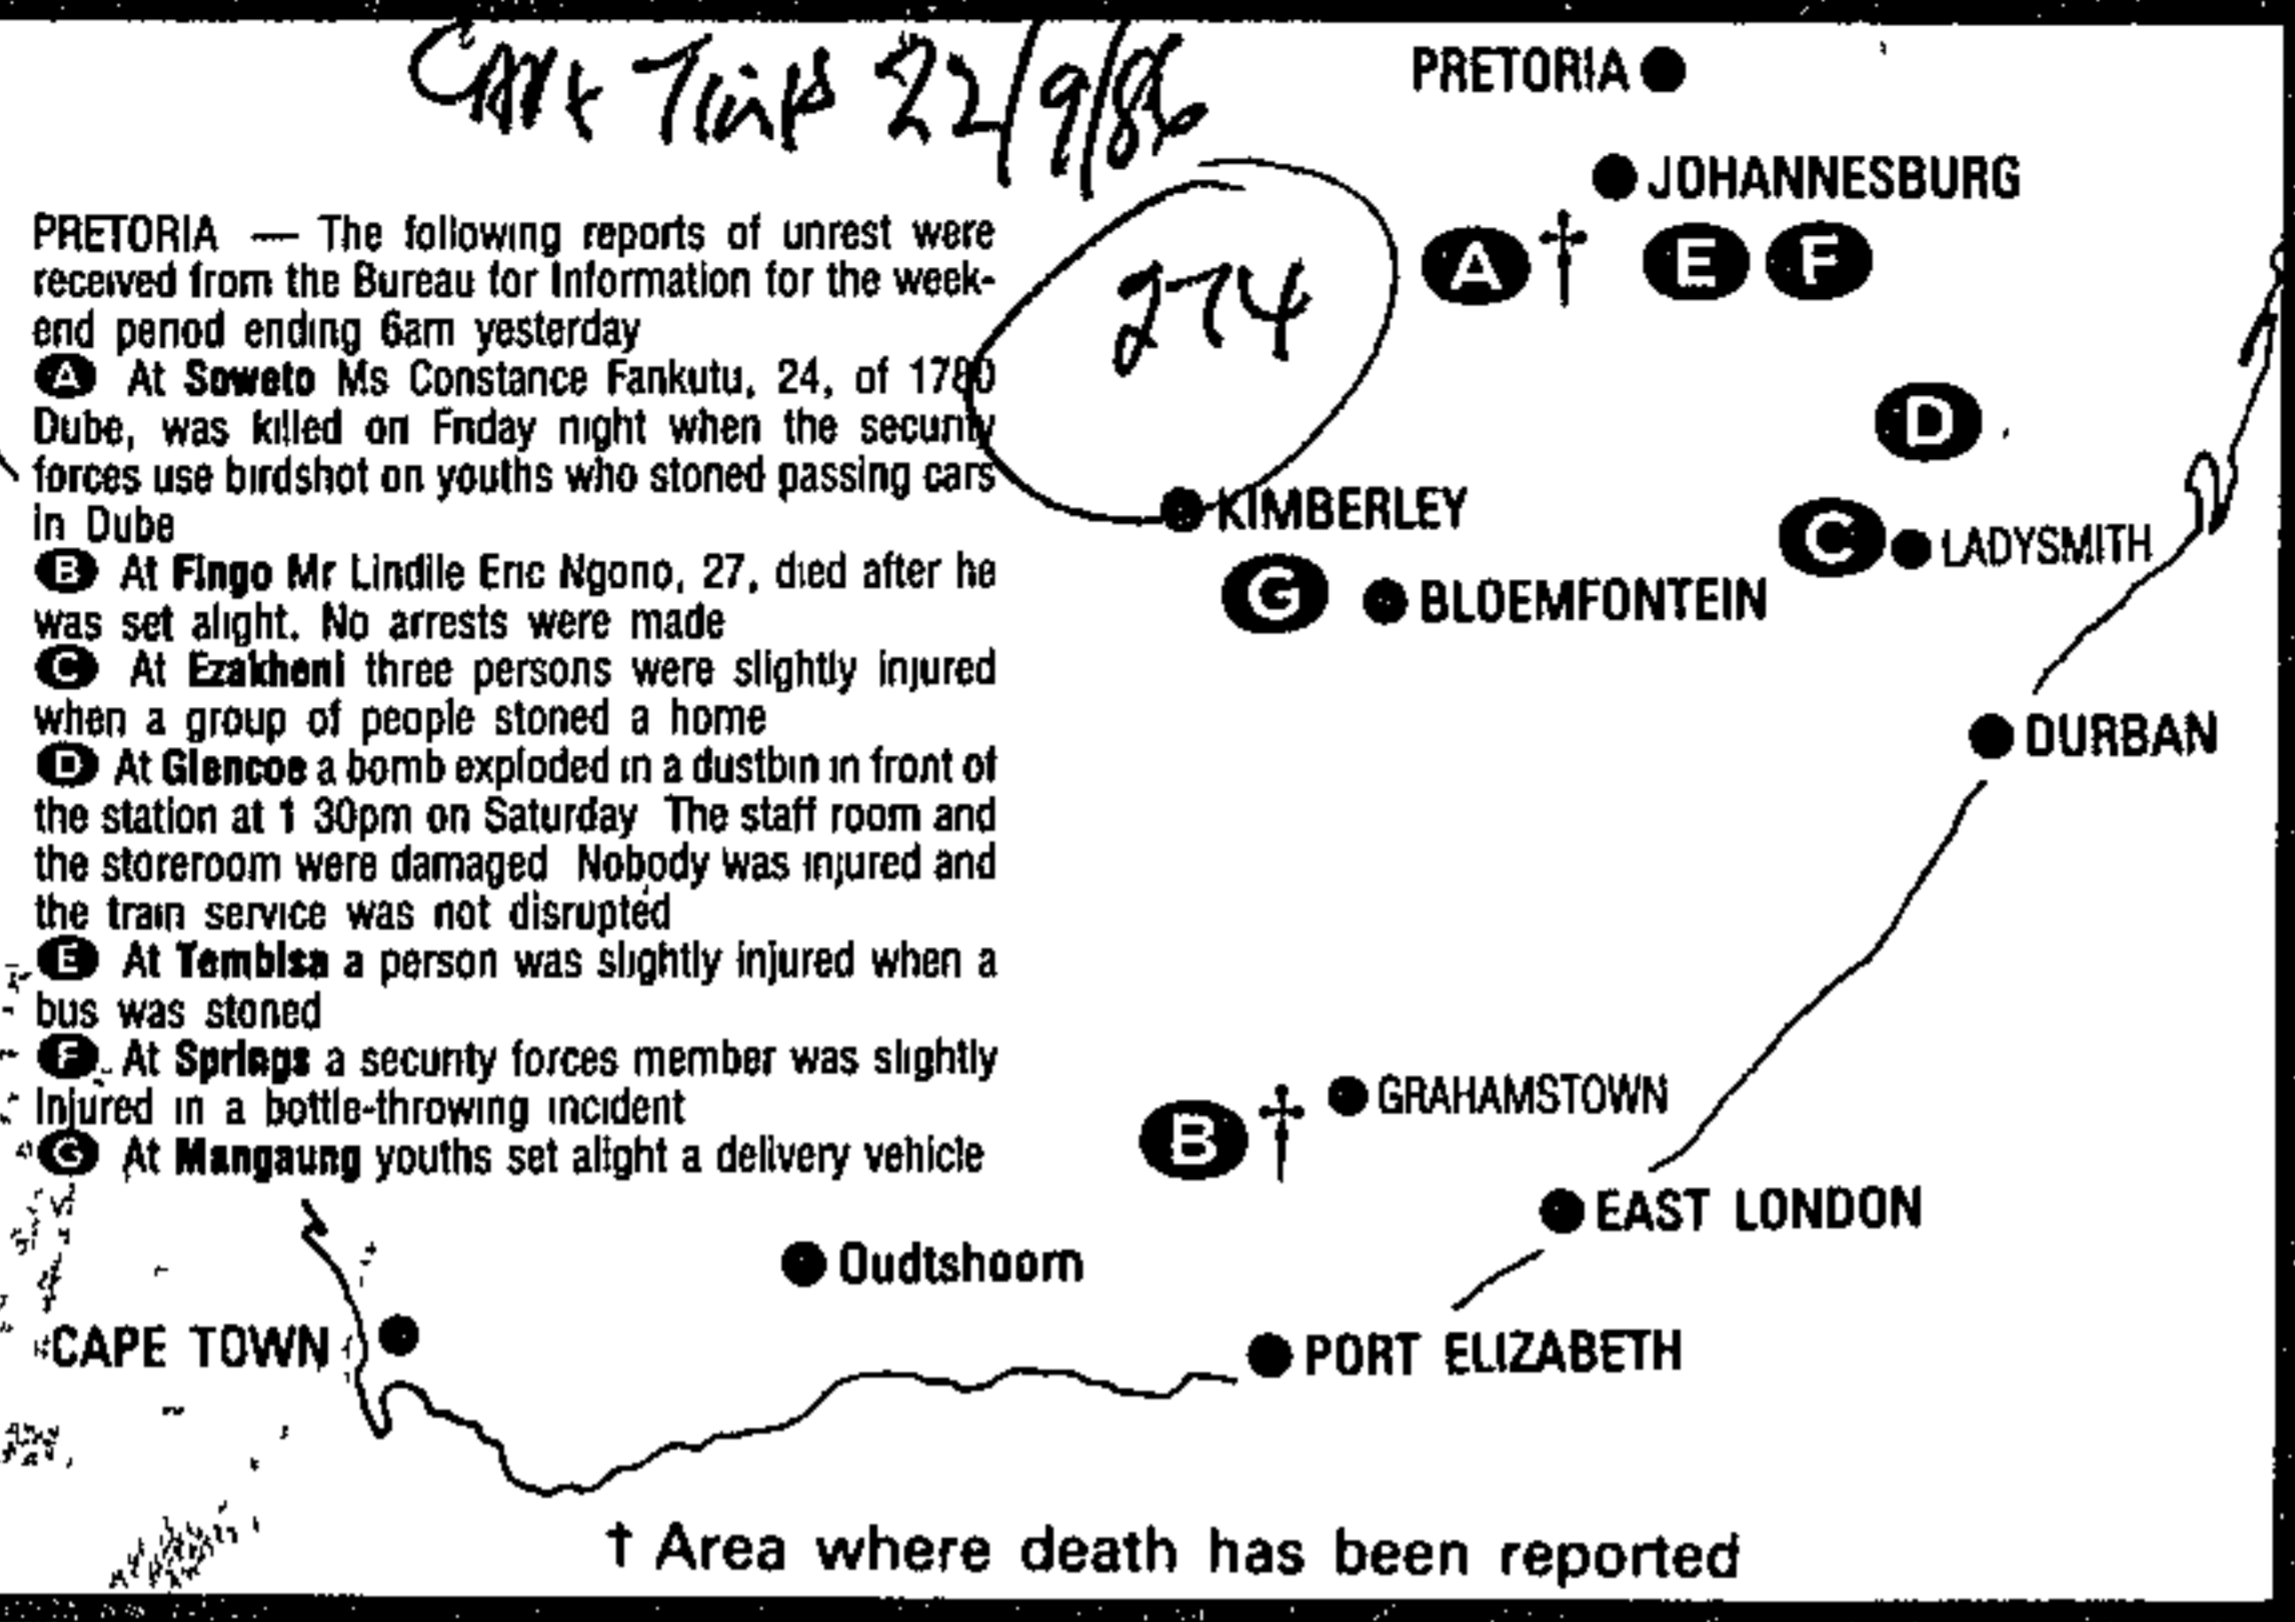 Cape Times 22/9/86
274
PRETORIA — The following reports of unrest were
received from the Bureau for Information for the week-
end period ending 6am yesterday
A At Soweto Ms Constance Fankutu, 24, of 1780
Dube, was killed on Friday night when the security
forces use birdshot on youths who stoned passing cars
in Dube
B At Fingo Mr Lindile Eric Ngono, 27, died after he
was set alight. No arrests were made
C At Ezakheni three persons were slightly injured
when a group of people stoned a home
D At Glencoe a bomb exploded in a dustbin in front of
the station at 1 30pm on Saturday The staff room and
the storeroom were damaged Nobody was injured and
the train service was not disrupted
E At Tembisa a person was slightly injured when a
bus was stoned
F At Springs a security forces member was slightly
injured in a bottle-throwing incident
G At Mangaung youths set alight a delivery vehicle
PRETORIA
JOHANNESBURG
A † E F
D
KIMBERLEY
C LADYSMITH
G BLOEMFONTEIN
DURBAN
GRAHAMSTOWN
B †
EAST LONDON
Oudtshoorn
CAPE TOWN
PORT ELIZABETH
† Area where death has been reported